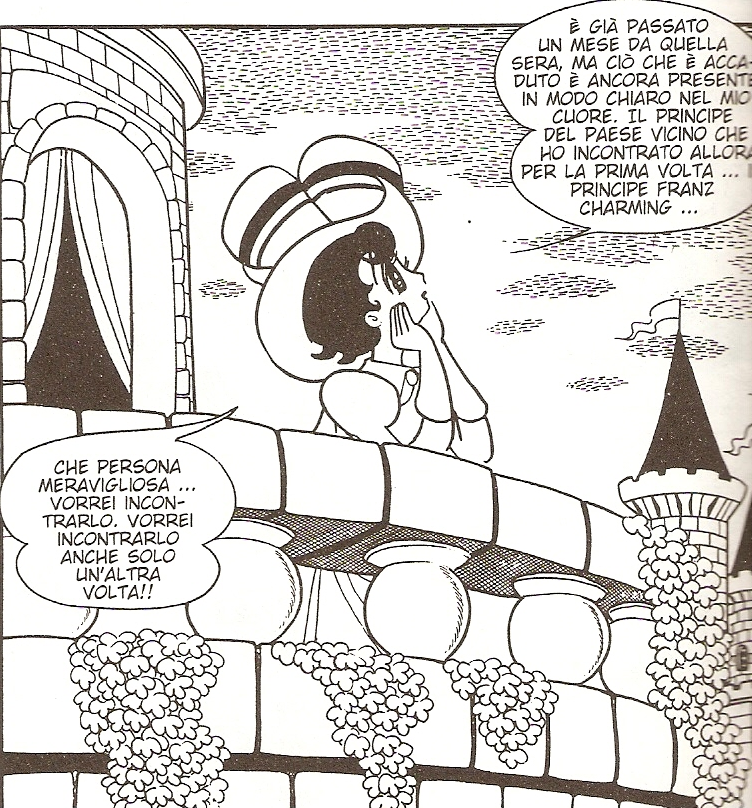 È GIÀ PASSATO
UN MESE DA QUELLA
SERA, MA CIÒ CHE È ACCA-
DUTO È ANCORA PRESENTE
IN MODO CHIARO NEL MIO
CUORE. IL PRINCIPE
DEL PAESE VICINO CHE
HO INCONTRATO ALLORA
PER LA PRIMA VOLTA ... I
PRINCIPE FRANZ
CHARMING ...
CHE PERSONA
MERAVIGLIOSA ...
VORREI INCON-
TRARLO. VORREI
INCONTRARLO
ANCHE SOLO
UN'ALTRA
VOLTA!!